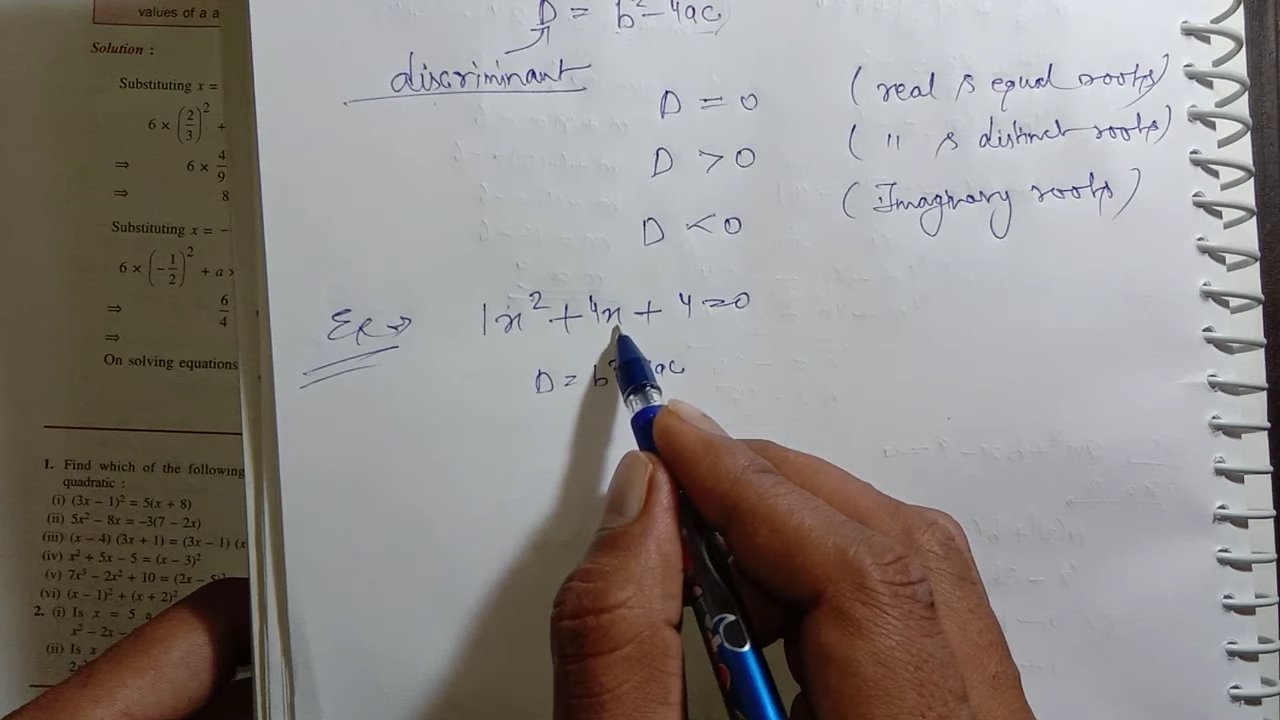 values of a a
Solution :
Substituting x =
6 × (2/3)² +
⇒ 6 × 4/9
⇒ 8
Substituting x = −
6 × (−1/2)² + a ×
⇒ 6/4
⇒
On solving equations
1. Find which of the following
quadratic :
(i) (3x − 1)² = 5(x + 8)
(ii) 5x² − 8x = −3(7 − 2x)
(iii) (x − 4) (3x + 1) = (3x − 1) (x
(iv) x² + 5x − 5 = (x − 3)²
(v) 7x³ − 2x² + 10 = (2x − 5)²
(vi) (x − 1)² + (x + 2)²
2. (i) Is x = 5 a
x² − 2x −
(ii) Is x
D = b² − 4ac
discriminant
D = 0 (real & equal roots)
D > 0 ( " & distinct roots)
D < 0 (Imaginary roots)
Ex → 1x² + 4x + 4 = 0
D = b² ac